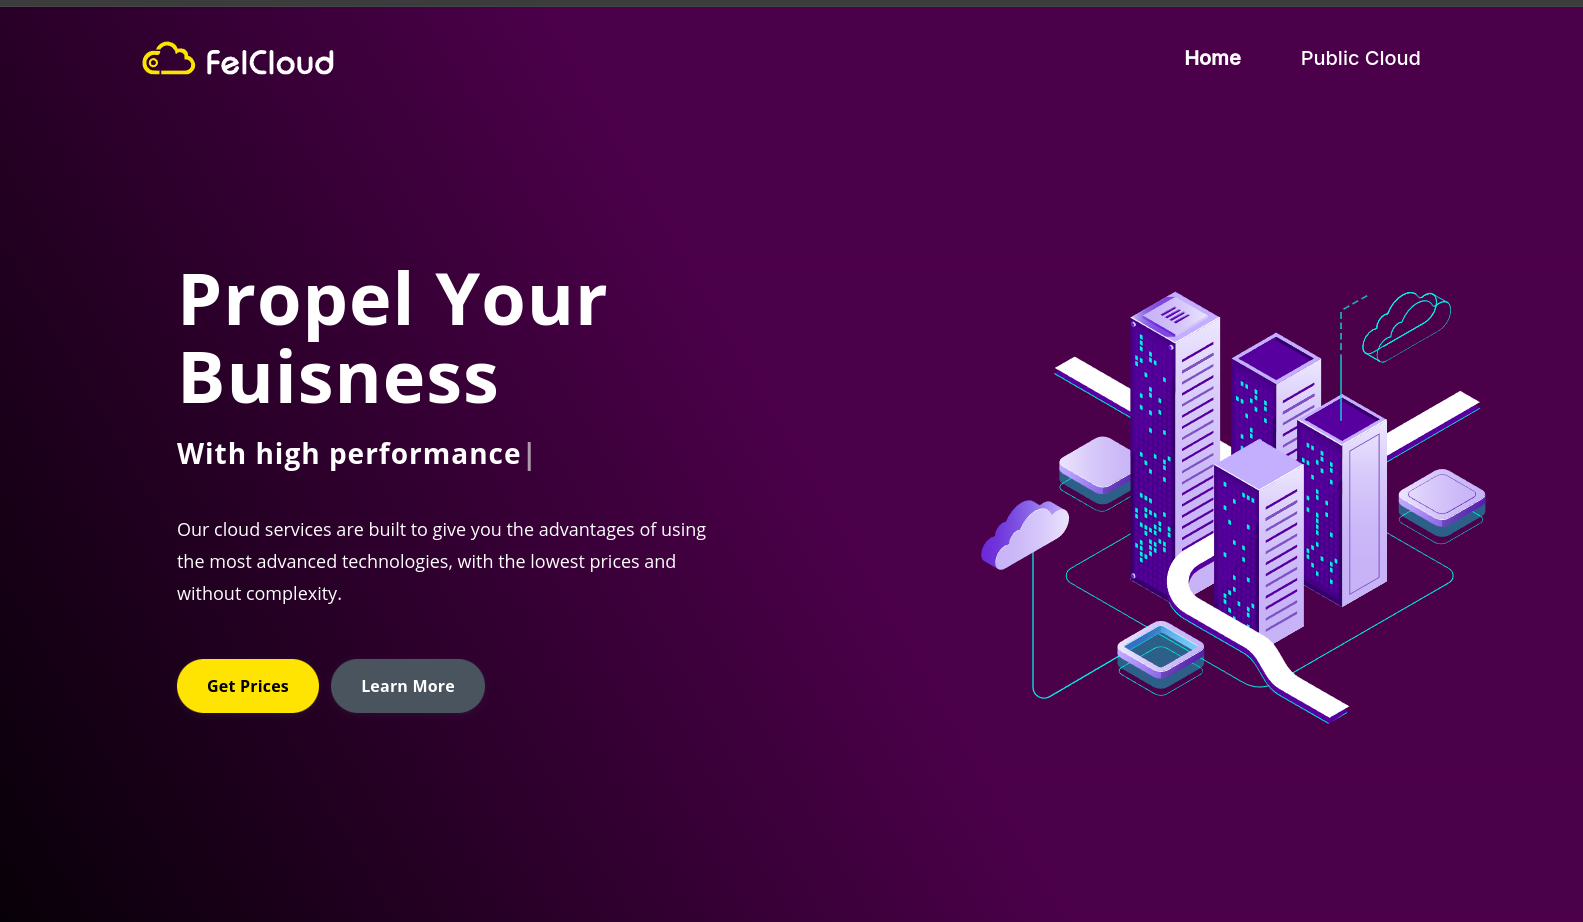 FelCloud
Home
Public Cloud
Propel Your
Buisness
With high performance|
Our cloud services are built to give you the advantages of using
the most advanced technologies, with the lowest prices and
without complexity.
Get Prices
Learn More